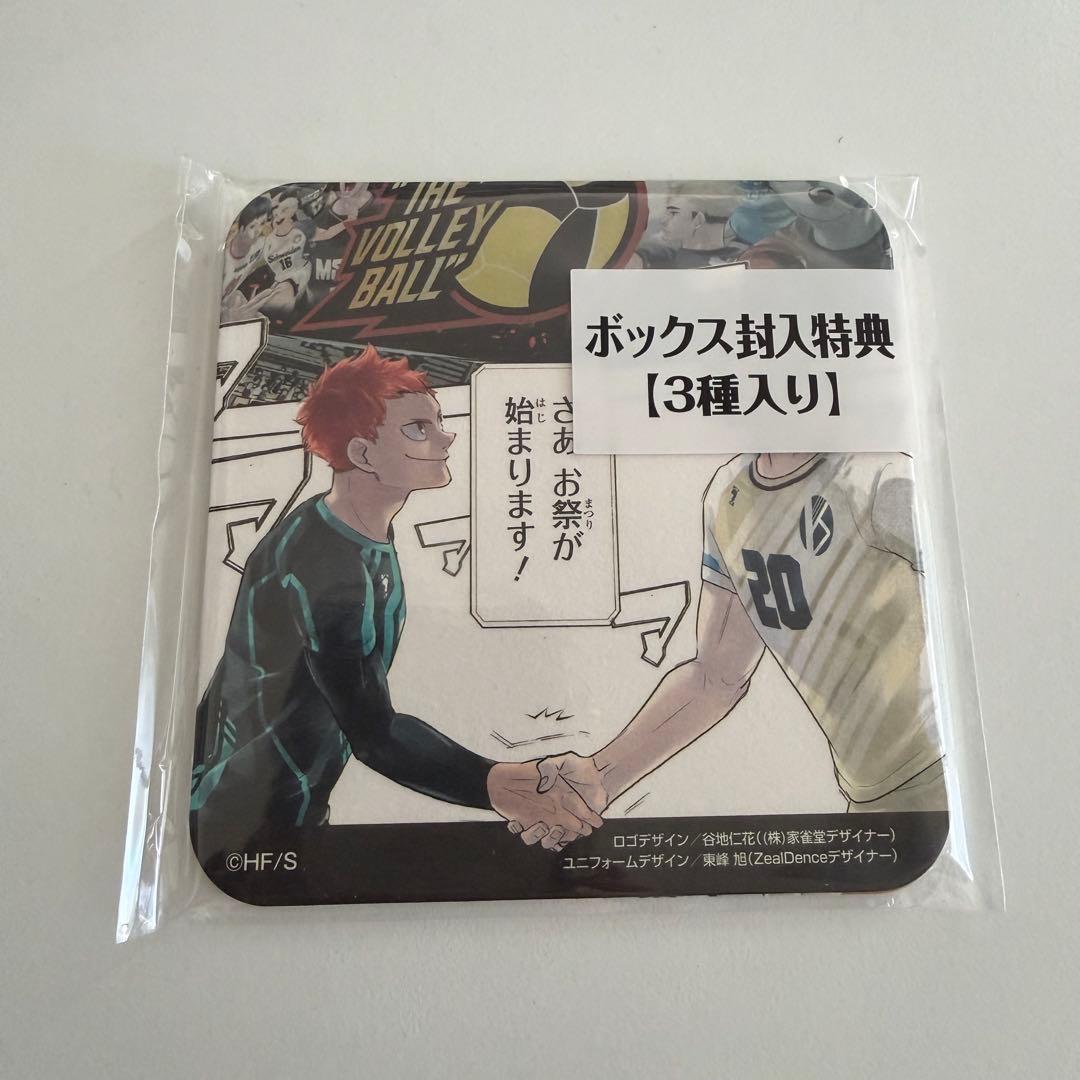 "THE
VOLLEY
BALL"
16
ボックス封入特典
【3種入り】
さあ お祭が
まつり
始まります!
はじ
20
ロゴデザイン/谷地仁花((株)家雀堂デザイナー)
ユニフォームデザイン/東峰 旭(ZealDenceデザイナー)
©HF/S